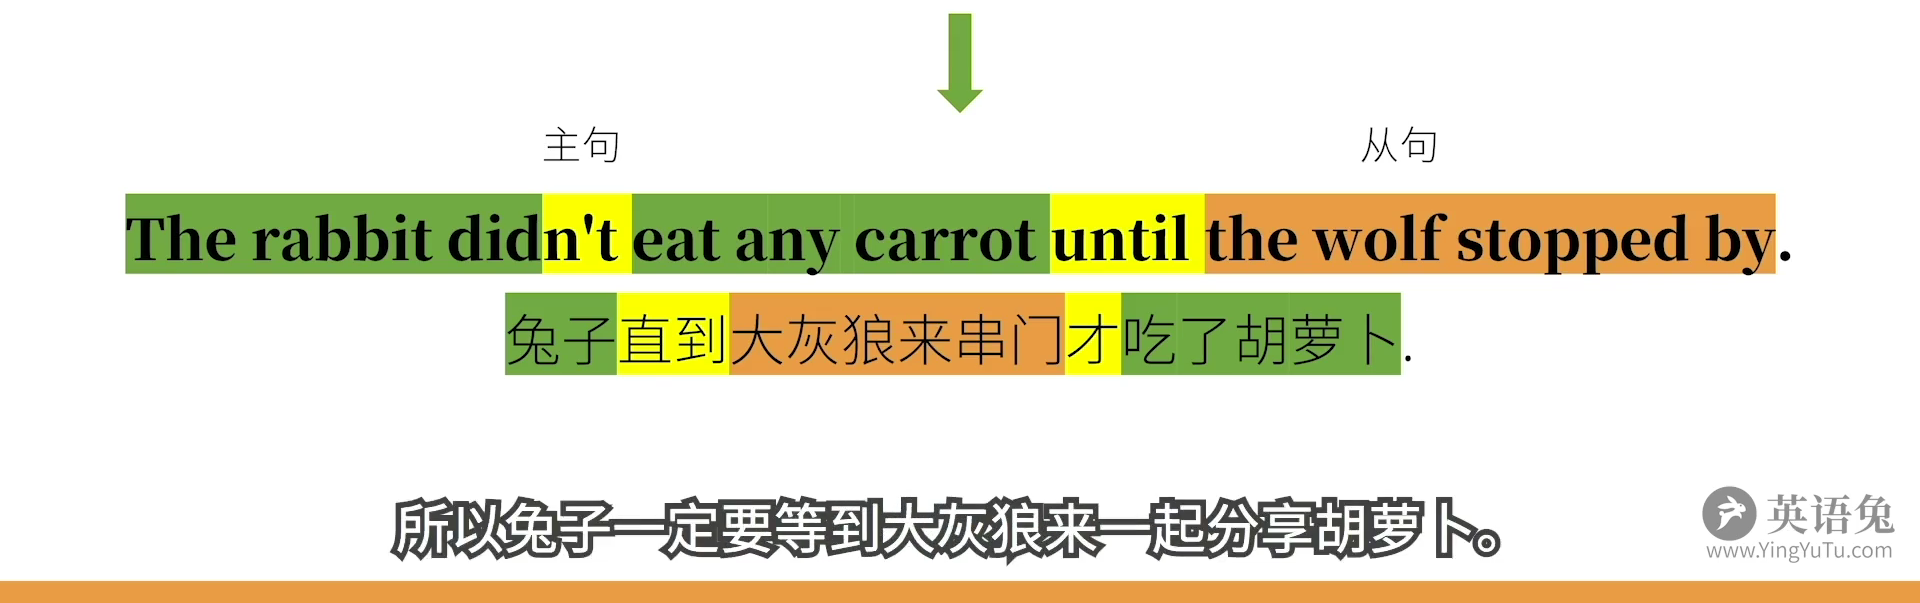 主句
从句
The rabbit didn't eat any carrot until the wolf stopped by.
兔子直到大灰狼来串门才吃了胡萝卜.
所以兔子一定要等到大灰狼来一起分享胡萝卜。
英语兔
www.YingYuTu.com